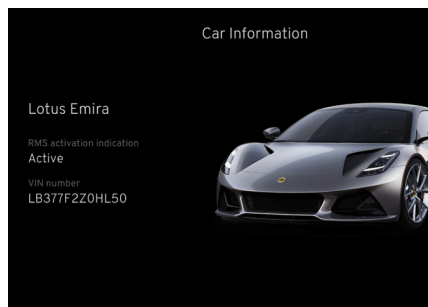 Car Information
Lotus Emira
RMS activation indication
Active
VIN number
LB377F2Z0HL50